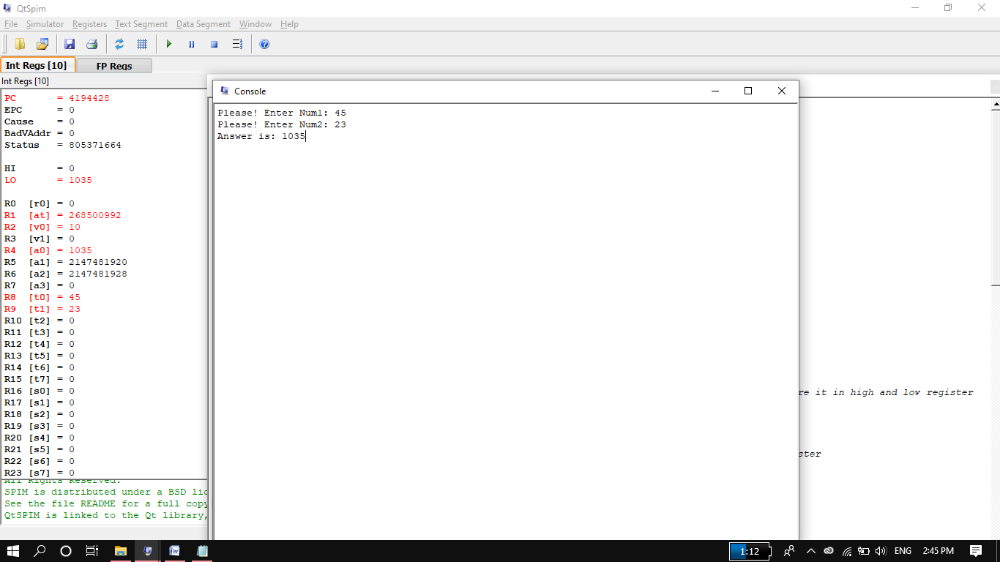 QtSpim
File Simulator Registers Text Segment Data Segment Window Help
Int Regs [10] FP Regs
Int Regs [10]
PC = 4194428
EPC = 0
Cause = 0
BadVAddr = 0
Status = 805371664
HI = 0
LO = 1035
R0 [r0] = 0
R1 [at] = 268500992
R2 [v0] = 10
R3 [v1] = 0
R4 [a0] = 1035
R5 [a1] = 2147481920
R6 [a2] = 2147481928
R7 [a3] = 0
R8 [t0] = 45
R9 [t1] = 23
R10 [t2] = 0
R11 [t3] = 0
R12 [t4] = 0
R13 [t5] = 0
R14 [t6] = 0
R15 [t7] = 0
R16 [s0] = 0
R17 [s1] = 0
R18 [s2] = 0
R19 [s3] = 0
R20 [s4] = 0
R21 [s5] = 0
R22 [s6] = 0
R23 [s7] = 0
All Rights Reserved.
SPIM is distributed under a BSD lic
See the file README for a full copy
QtSPIM is linked to the Qt library,
Console
Please! Enter Num1: 45
Please! Enter Num2: 23
Answer is: 1035
re it in high and low register
ster
1:12 ENG 2:45 PM